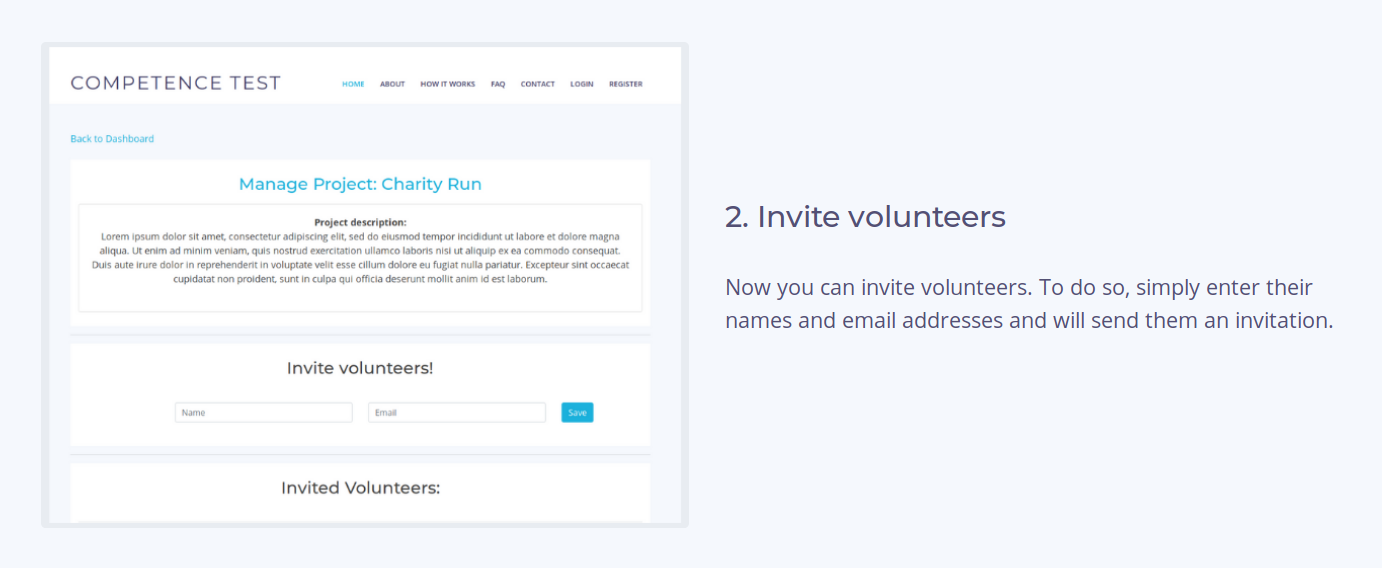 COMPETENCE TEST
HOME ABOUT HOW IT WORKS FAQ CONTACT LOGIN REGISTER
Back to Dashboard
Manage Project: Charity Run
Project description:
Lorem ipsum dolor sit amet, consectetur adipiscing elit, sed do eiusmod tempor incididunt ut labore et dolore magna
aliqua. Ut enim ad minim veniam, quis nostrud exercitation ullamco laboris nisi ut aliquip ex ea commodo consequat.
Duis aute irure dolor in reprehenderit in voluptate velit esse cillum dolore eu fugiat nulla pariatur. Excepteur sint occaecat
cupidatat non proident, sunt in culpa qui officia deserunt mollit anim id est laborum.
Invite volunteers!
Name
Email
Save
Invited Volunteers:
2. Invite volunteers
Now you can invite volunteers. To do so, simply enter their
names and email addresses and will send them an invitation.